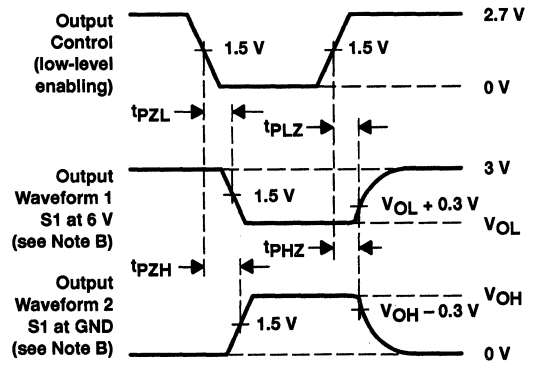 Output
Control
(low-level
enabling)
2.7 V
1.5 V
1.5 V
0 V
tPZL
tPLZ
Output
Waveform 1
S1 at 6 V
(see Note B)
3 V
1.5 V
VOL + 0.3 V
VOL
tPHZ
tPZH
Output
Waveform 2
S1 at GND
(see Note B)
VOH
VOH − 0.3 V
1.5 V
0 V